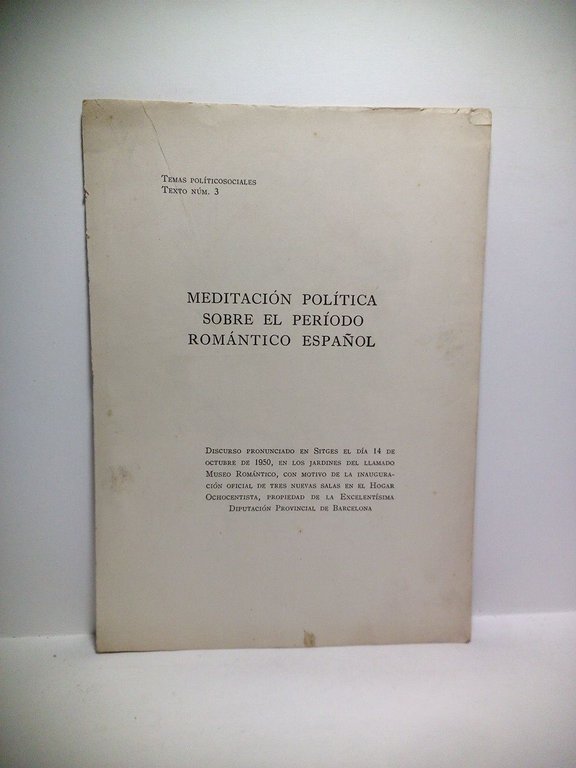 Temas políticosociales
Texto núm. 3
MEDITACIÓN POLÍTICA
SOBRE EL PERÍODO
ROMÁNTICO ESPAÑOL
Discurso pronunciado en Sitges el día 14 de
octubre de 1950, en los jardines del llamado
Museo Romántico, con motivo de la inaugura-
ción oficial de tres nuevas salas en el Hogar
Ochocentista, propiedad de la Excelentísima
Diputación Provincial de Barcelona